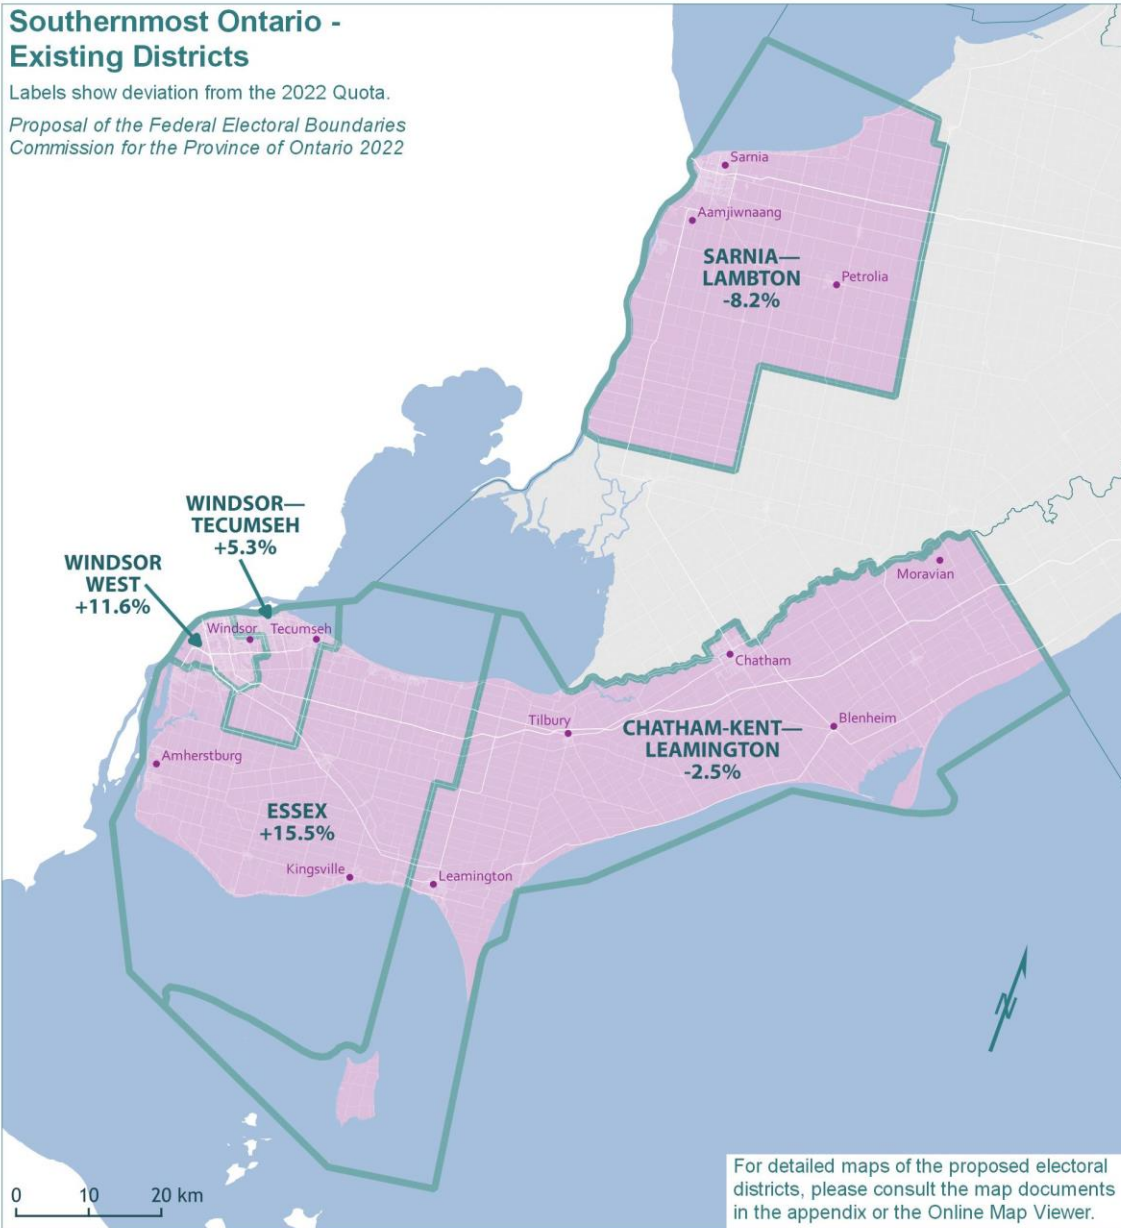 Southernmost Ontario -
Existing Districts
Labels show deviation from the 2022 Quota.
Proposal of the Federal Electoral Boundaries
Commission for the Province of Ontario 2022
Sarnia
Aamjiwnaang
SARNIA—
LAMBTON
-8.2%
Petrolia
WINDSOR—
TECUMSEH
+5.3%
WINDSOR
WEST
+11.6%
Moravian
Windsor
Tecumseh
Chatham
Tilbury
Blenheim
CHATHAM-KENT—
LEAMINGTON
-2.5%
Amherstburg
ESSEX
+15.5%
Kingsville
Leamington
N
0 10 20 km
For detailed maps of the proposed electoral
districts, please consult the map documents
in the appendix or the Online Map Viewer.